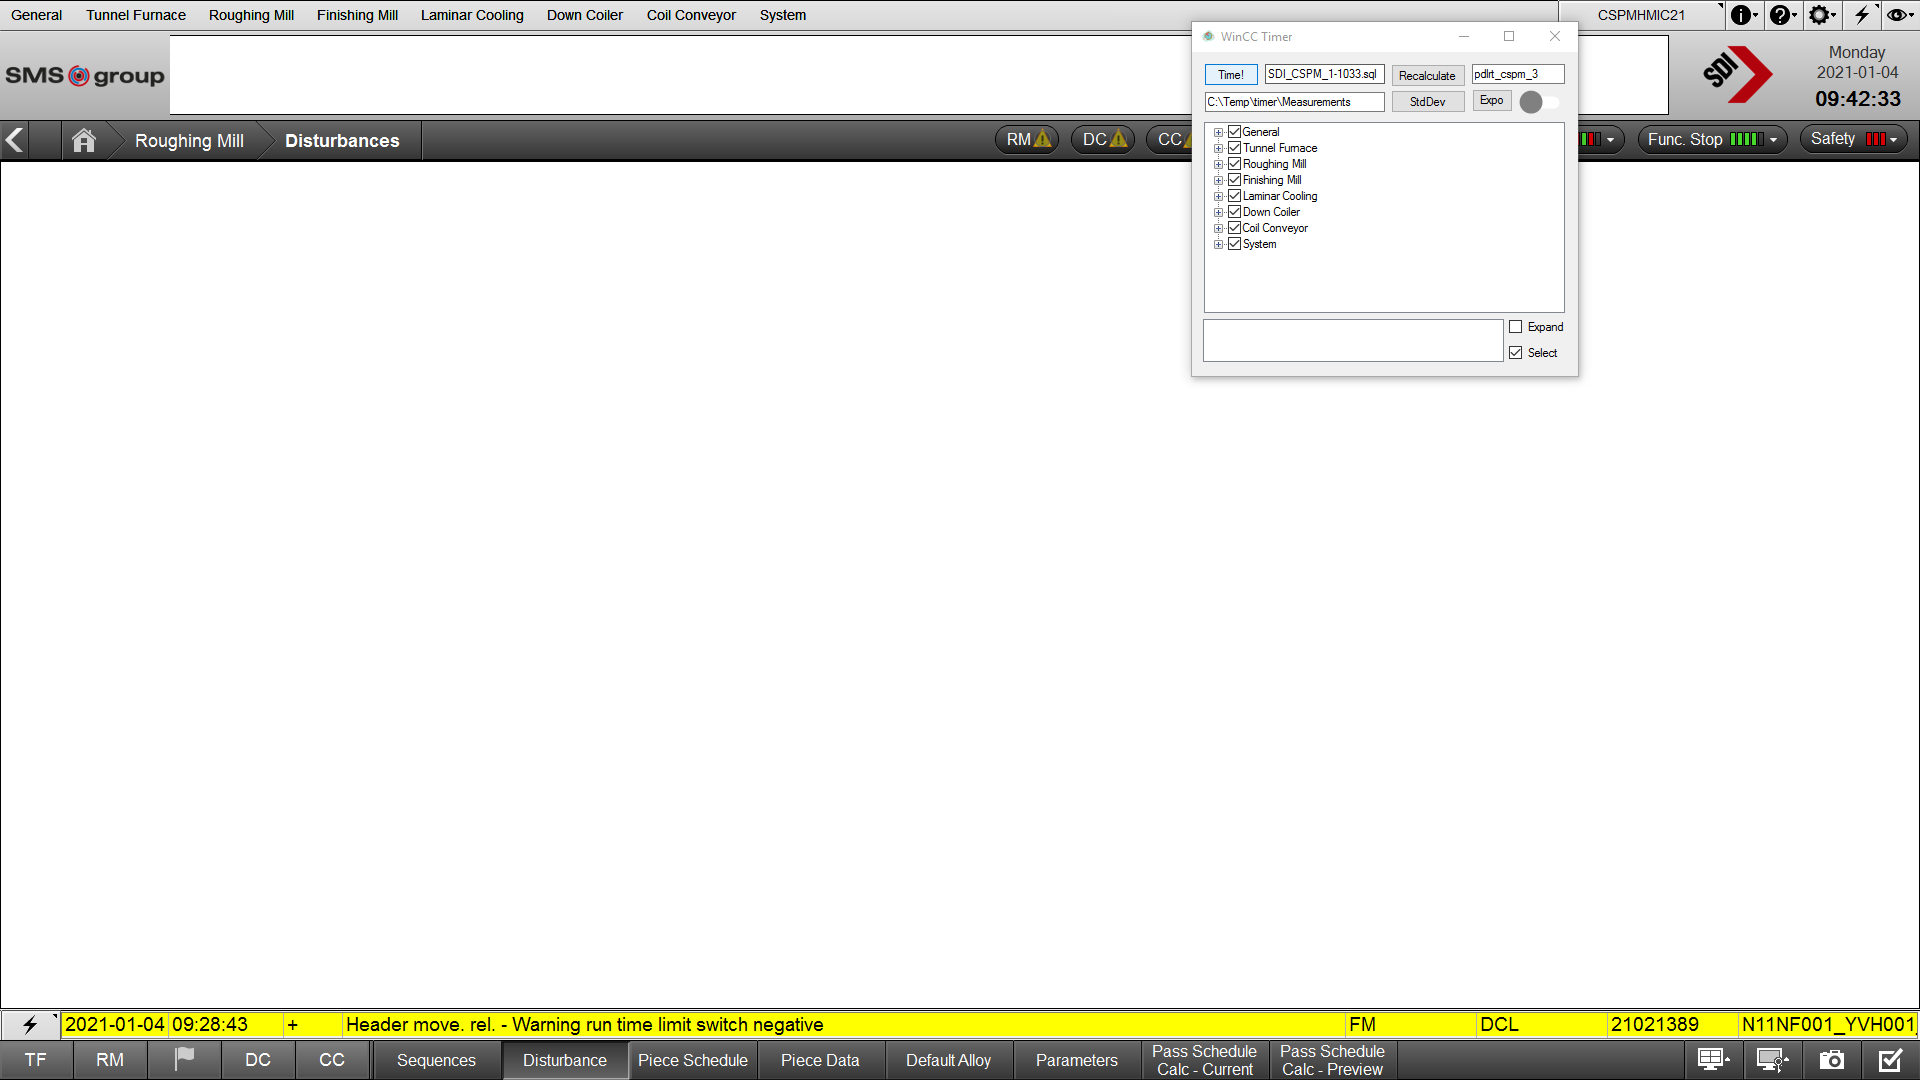 General Tunnel Furnace Roughing Mill Finishing Mill Laminar Cooling Down Coiler Coil Conveyor System CSPMHMIC21
SMS group
SDI
Monday
2021-01-04
09:42:33
WinCC Timer
Time! SDI_CSPM_1-1033.sql Recalculate pdlrt_cspm_3
C:\Temp\timer\Measurements StdDev Expo
General
Tunnel Furnace
Roughing Mill
Finishing Mill
Laminar Cooling
Down Coiler
Coil Conveyor
System
Expand
Select
Roughing Mill Disturbances RM DC CC Func. Stop Safety
2021-01-04 09:28:43 + Header move. rel. - Warning run time limit switch negative FM DCL 21021389 N11NF001_YVH001
TF RM DC CC Sequences Disturbance Piece Schedule Piece Data Default Alloy Parameters
Pass Schedule
Calc - Current
Pass Schedule
Calc - Preview